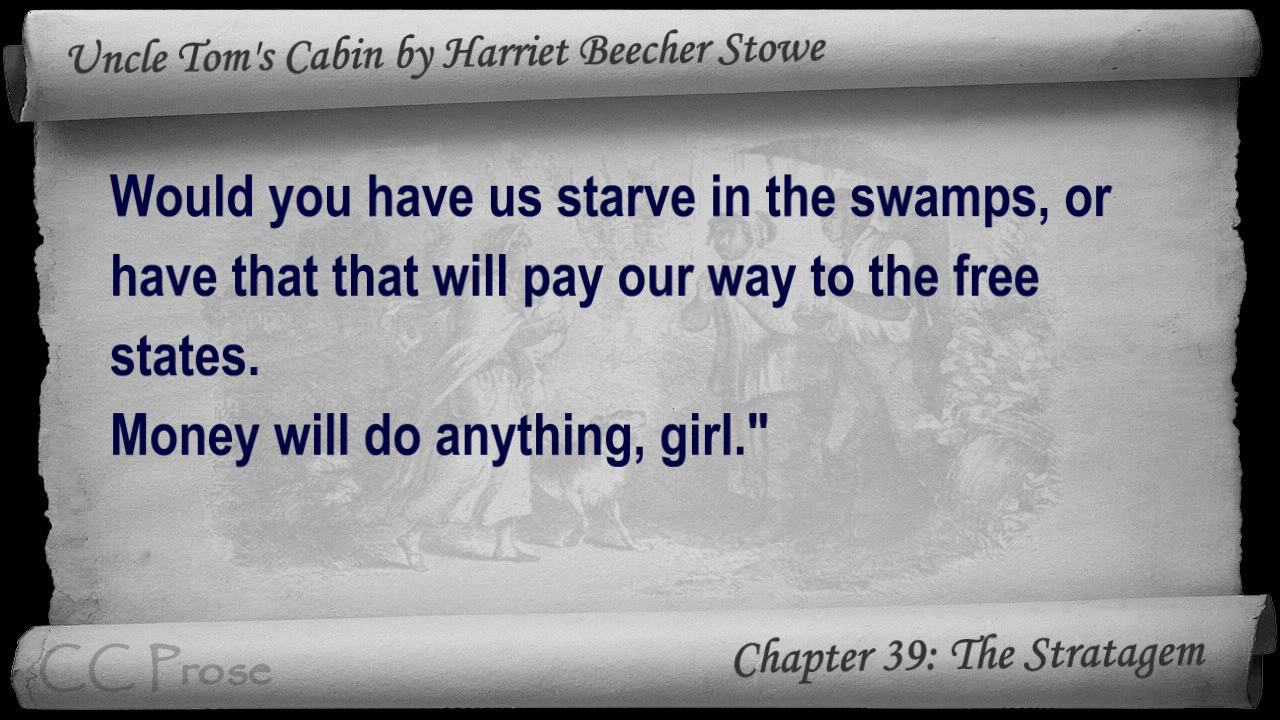 Uncle Tom's Cabin by Harriet Beecher Stowe
Would you have us starve in the swamps, or
have that that will pay our way to the free
states.
Money will do anything, girl."
CC Prose
Chapter 39: The Stratagem